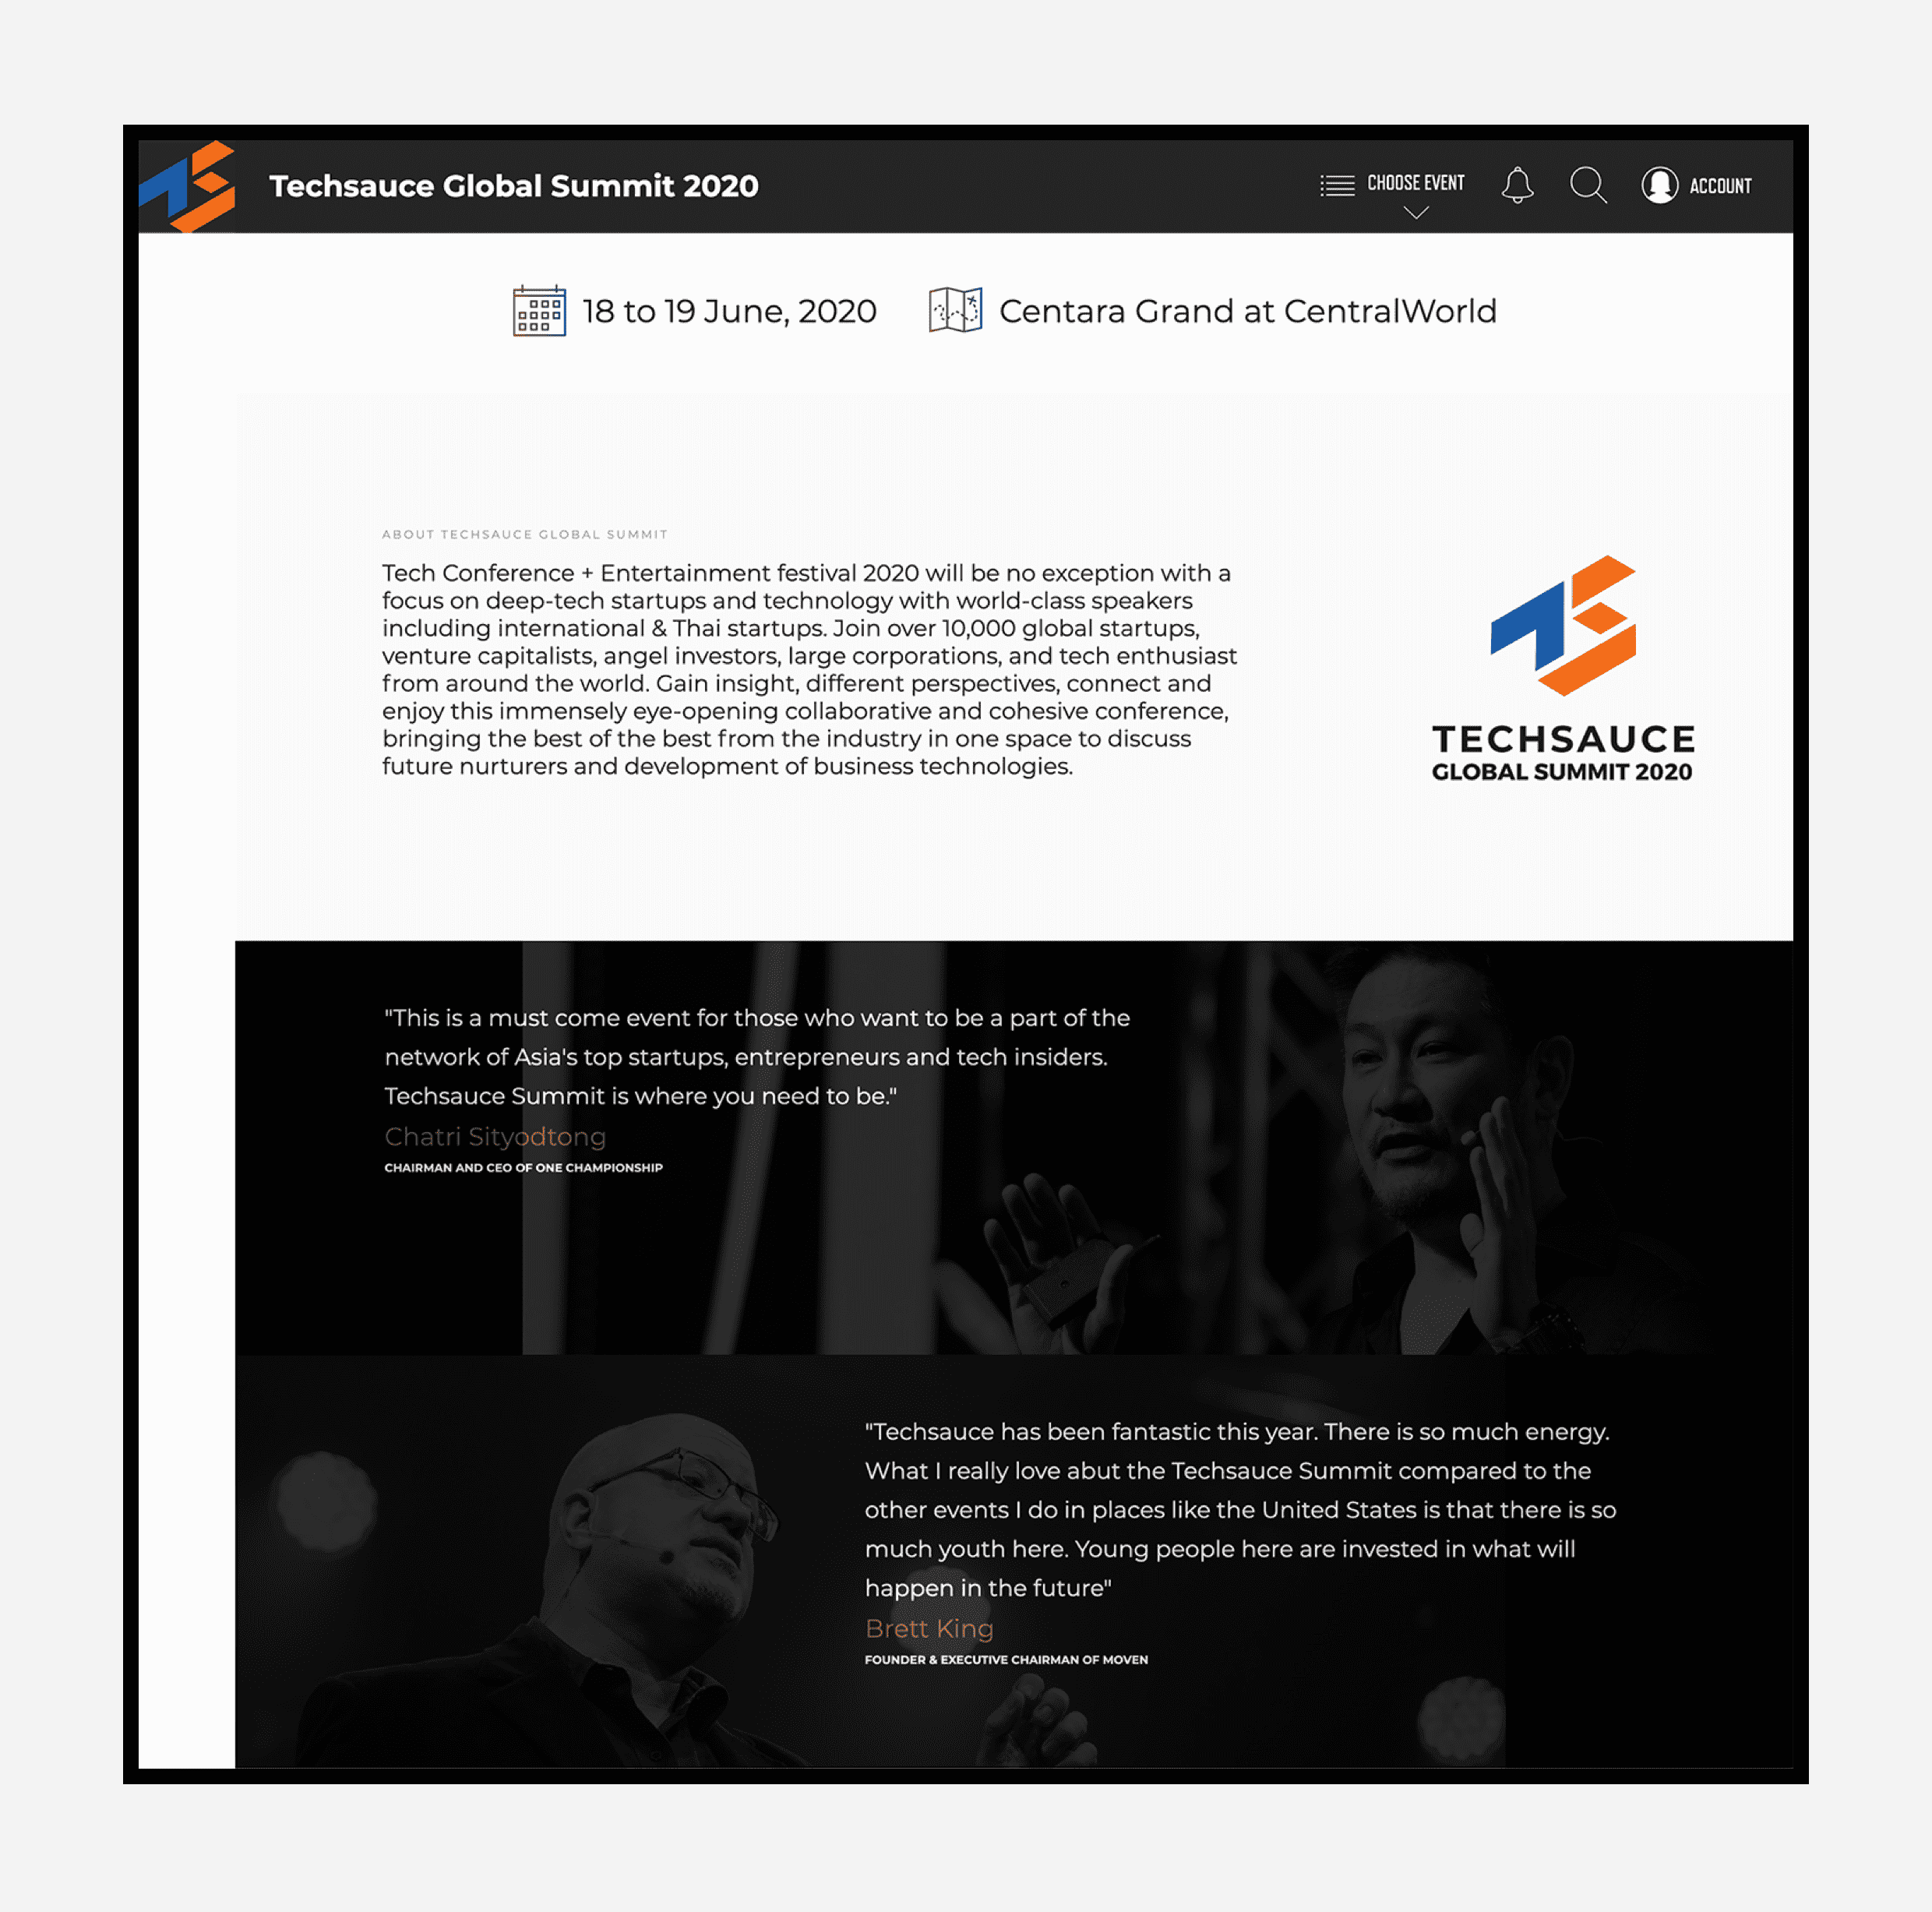 Techsauce Global Summit 2020
CHOOSE EVENT
ACCOUNT
18 to 19 June, 2020
Centara Grand at CentralWorld
ABOUT TECHSAUCE GLOBAL SUMMIT
Tech Conference + Entertainment festival 2020 will be no exception with a
focus on deep-tech startups and technology with world-class speakers
including international & Thai startups. Join over 10,000 global startups,
venture capitalists, angel investors, large corporations, and tech enthusiast
from around the world. Gain insight, different perspectives, connect and
enjoy this immensely eye-opening collaborative and cohesive conference,
bringing the best of the best from the industry in one space to discuss
future nurturers and development of business technologies.
TECHSAUCE
GLOBAL SUMMIT 2020
"This is a must come event for those who want to be a part of the
network of Asia's top startups, entrepreneurs and tech insiders.
Techsauce Summit is where you need to be."
Chatri Sityodtong
CHAIRMAN AND CEO OF ONE CHAMPIONSHIP
"Techsauce has been fantastic this year. There is so much energy.
What I really love abut the Techsauce Summit compared to the
other events I do in places like the United States is that there is so
much youth here. Young people here are invested in what will
happen in the future"
Brett King
FOUNDER & EXECUTIVE CHAIRMAN OF MOVEN